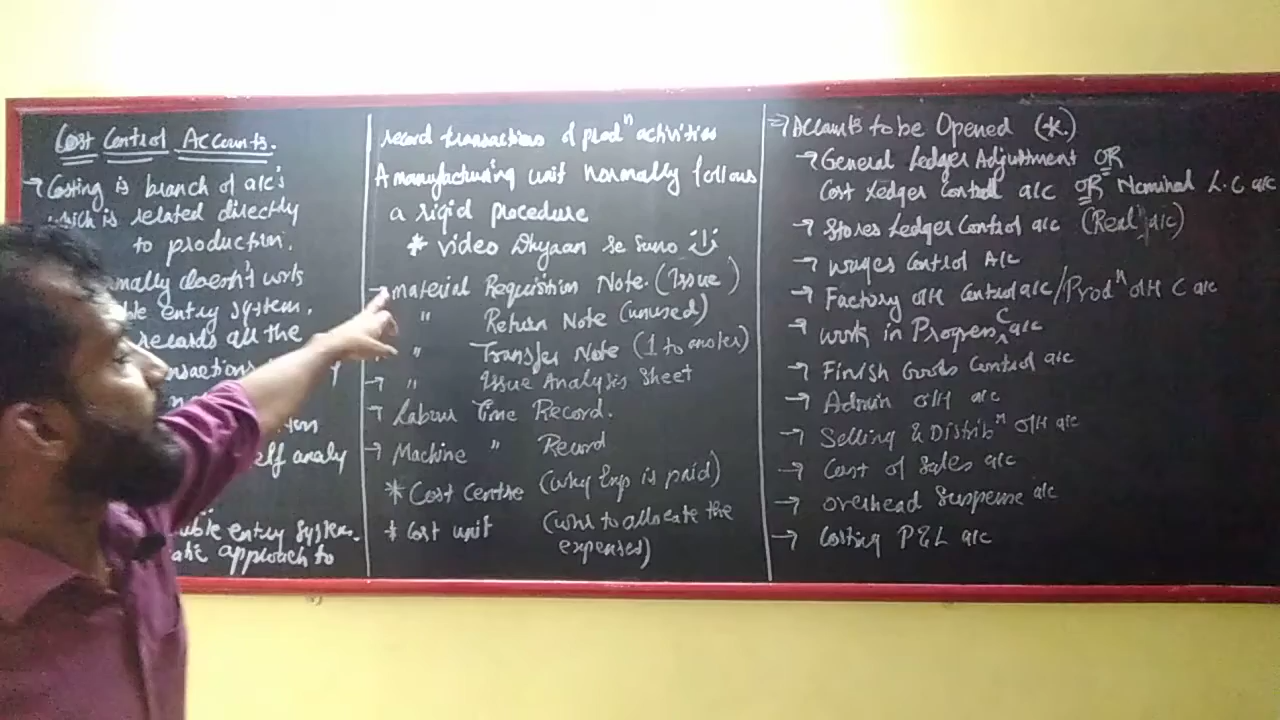 Cost Control Accounts.
→ Costing is branch of a/c's
which is related directly
to production.
mally doesn't work
ble entry system.
records all the
nsactions
elf analy
uble entry system.
approach to
record transactions of prodⁿ activities
A manufacturing unit normally follows
a rigid procedure
* video Dhyaan se suno
→ material Requisition Note. (Issue)
" Return Note (unused)
" Transfer Note (1 to anoter)
→ " Issue Analysis Sheet
→ Labour Time Record.
→ Machine " Record
* Cost Centre (why Exp is paid)
* Cost unit (whr to allocate the
expenses)
→ Accounts to be Opened (*.)
→ General Ledger Adjustment OR
Cost Ledger Control a/c OR Nominal L.C a/c
→ Stores Ledger Control a/c (Real a/c)
→ wages Control A/c
→ Factory o/H Control a/c / Prodⁿ o/H C a/c
→ work in Progress C a/c
→ Finish Goods Control a/c
→ Admin o/H a/c
→ Selling & Distribⁿ o/H a/c
→ Cost of Sales a/c
→ overhead Suspense a/c
→ Costing P&L a/c